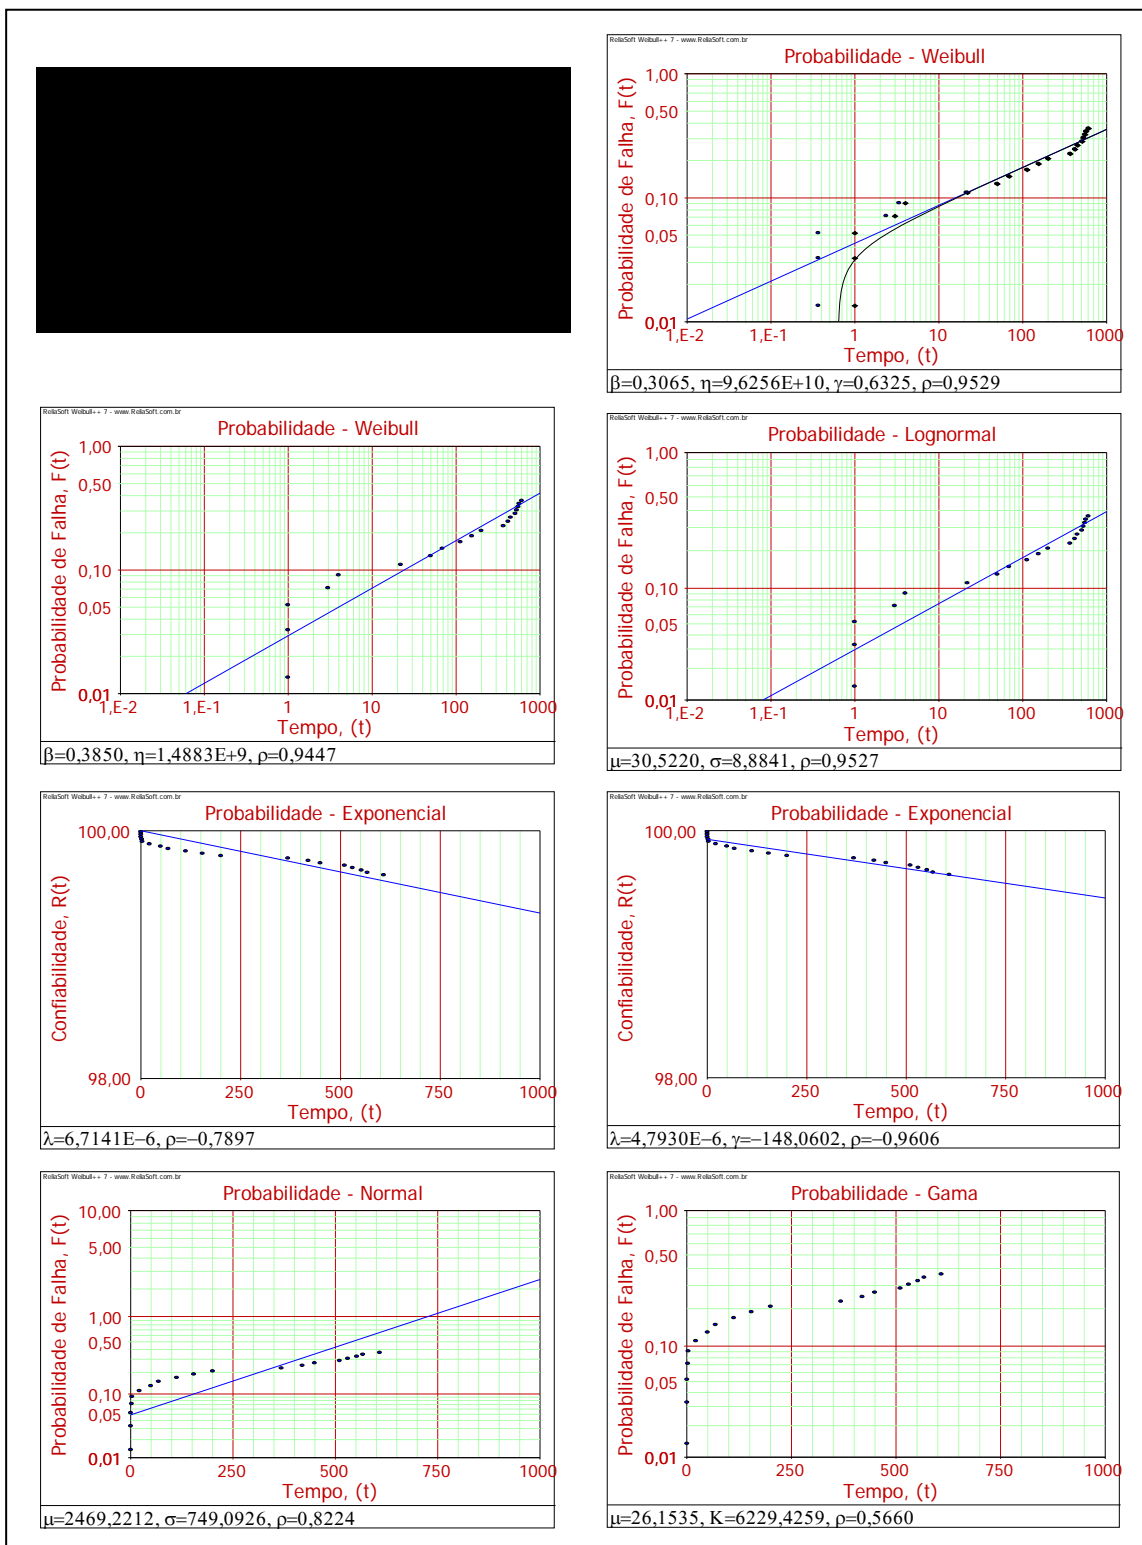 ReliaSoft Weibull++ 7 - www.ReliaSoft.com.br
Probabilidade - Weibull
Probabilidade de Falha, F(t)
1,00
0,50
0,10
0,05
0,01
1,E-2
1,E-1
1
10
100
1000
Tempo, (t)
β=0,3065, η=9,6256E+10, γ=0,6325, ρ=0,9529
ReliaSoft Weibull++ 7 - www.ReliaSoft.com.br
Probabilidade - Weibull
Probabilidade de Falha, F(t)
1,00
0,50
0,10
0,05
0,01
1,E-2
1,E-1
1
10
100
1000
Tempo, (t)
β=0,3850, η=1,4883E+9, ρ=0,9447
ReliaSoft Weibull++ 7 - www.ReliaSoft.com.br
Probabilidade - Lognormal
Probabilidade de Falha, F(t)
1,00
0,50
0,10
0,05
0,01
1,E-2
1,E-1
1
10
100
1000
Tempo, (t)
μ=30,5220, σ=8,8841, ρ=0,9527
ReliaSoft Weibull++ 7 - www.ReliaSoft.com.br
Probabilidade - Exponencial
Confiabilidade, R(t)
100,00
98,00
0
250
500
750
1000
Tempo, (t)
λ=6,7141E−6, ρ=−0,7897
ReliaSoft Weibull++ 7 - www.ReliaSoft.com.br
Probabilidade - Exponencial
Confiabilidade, R(t)
100,00
98,00
0
250
500
750
1000
Tempo, (t)
λ=4,7930E−6, γ=−148,0602, ρ=−0,9606
ReliaSoft Weibull++ 7 - www.ReliaSoft.com.br
Probabilidade - Normal
Probabilidade de Falha, F(t)
10,00
5,00
1,00
0,50
0,10
0,05
0,01
0
250
500
750
1000
Tempo, (t)
μ=2469,2212, σ=749,0926, ρ=0,8224
ReliaSoft Weibull++ 7 - www.ReliaSoft.com.br
Probabilidade - Gama
Probabilidade de Falha, F(t)
1,00
0,50
0,10
0,05
0,01
0
250
500
750
1000
Tempo, (t)
μ=26,1535, K=6229,4259, ρ=0,5660